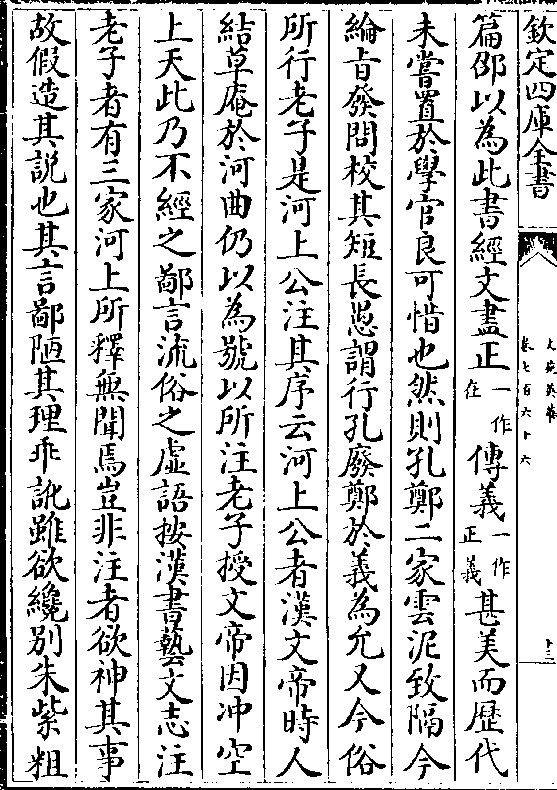 欽定四庫全書
文苑英華
卷七百六十六
十三
篇卲以為此書經文盡正一作在傳義一作正義甚美而歷代
未嘗置於學官良可惜也然則孔鄭二家雲泥致隔今
綸旨發問校其短長愚謂行孔廢鄭於義為允又今俗
所行老子是河上公注其序云河上公者漢文帝時人
結草庵於河曲仍以為號以所注老子授文帝因冲空
上天此乃不經之鄙言流俗之虛語按漢書藝文志注
老子者有三家河上所釋無聞焉豈非注者欲神其事
故假造其說也其言鄙陋其理乖訛雖欲纔別朱紫粗